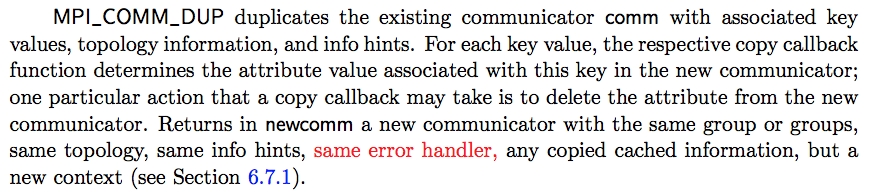 MPI_COMM_DUP duplicates the existing communicator comm with associated key
values, topology information, and info hints. For each key value, the respective copy callback
function determines the attribute value associated with this key in the new communicator;
one particular action that a copy callback may take is to delete the attribute from the new
communicator. Returns in newcomm a new communicator with the same group or groups,
same topology, same info hints, same error handler, any copied cached information, but a
new context (see Section 6.7.1).